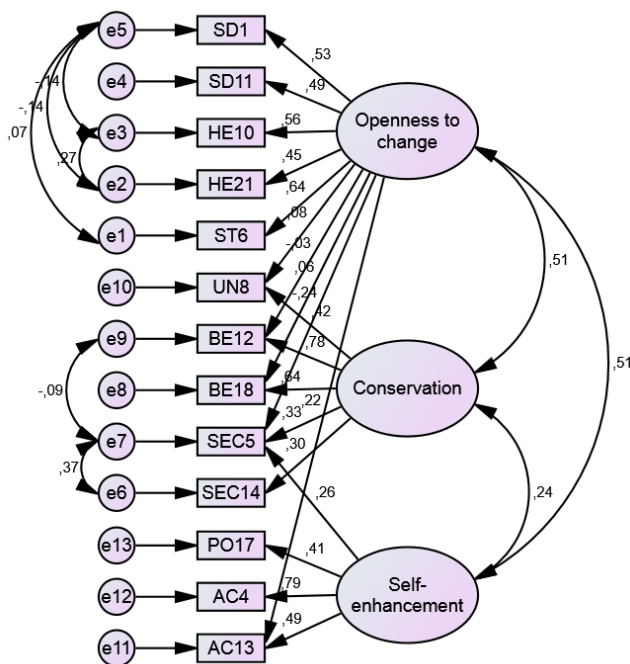 e5 SD1
,53
e4 SD11
,49
-,14
-,14
,07
e3 HE10
,56
Openness to
change
,27
e2 HE21
,45
,64
e1 ST6
,08
-,03
,06
-,24
e10 UN8
,42
,51
e9 BE12
,78
,51
-,09
e8 BE18
,64
Conservation
,22
,33
e7 SEC5
,30
,37
e6 SEC14
,26
,24
e13 PO17
,41
Self-
enhancement
e12 AC4
,79
e11 AC13
,49